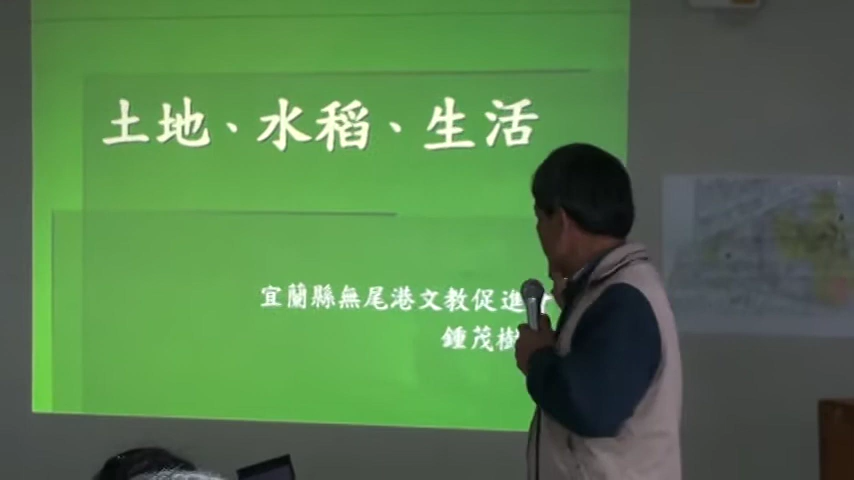 土地、水稻、生活
宜蘭縣無尾港文教促進
鍾茂樹